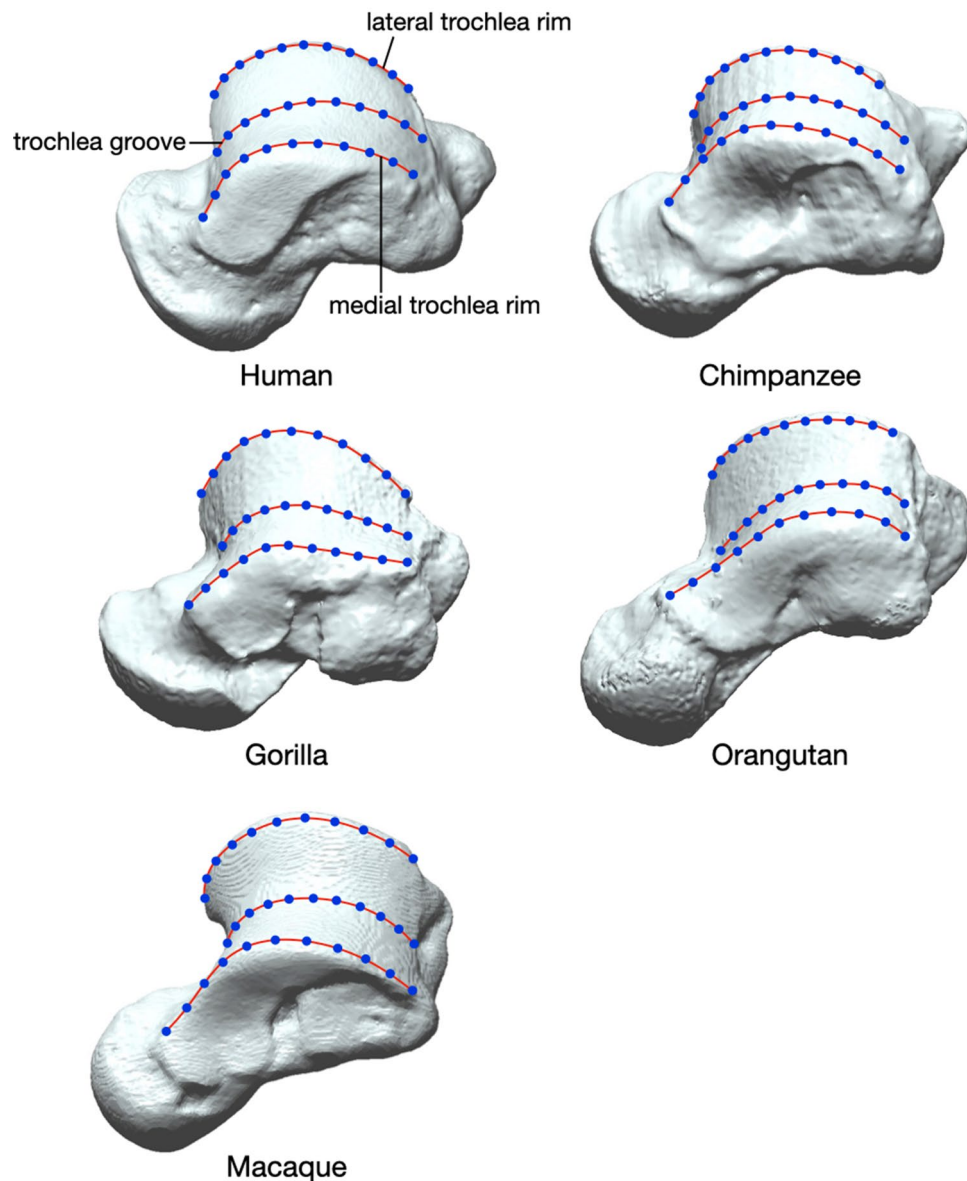 lateral trochlea rim
trochlea groove
medial trochlea rim
Human
Chimpanzee
Gorilla
Orangutan
Macaque